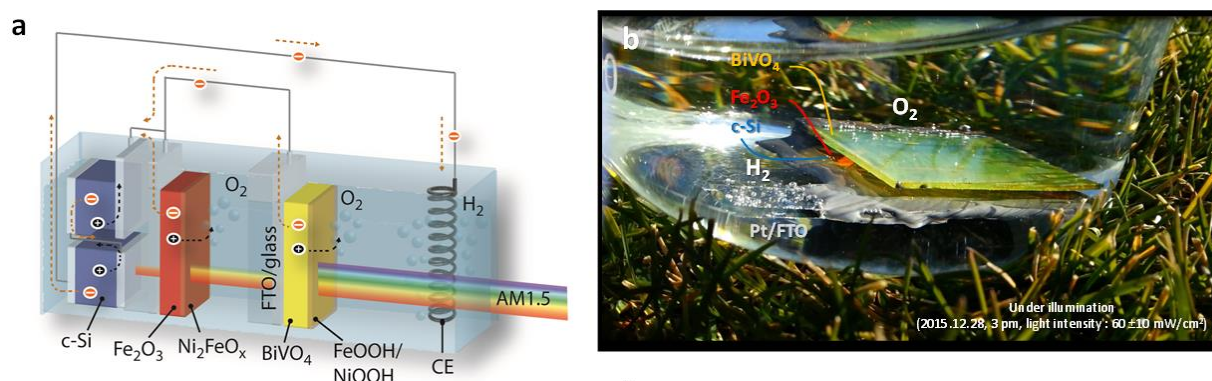 a
O₂
O₂
H₂
FTO/glass
AM1.5
c-Si
Fe₂O₃
Ni₂FeOₓ
BiVO₄
FeOOH/
NiOOH
CE
b
BiVO₄
Fe₂O₃
c-Si
O₂
H₂
Pt/FTO
Under illumination
(2015.12.28, 3 pm, light intensity : 60 ±10 mW/cm²)